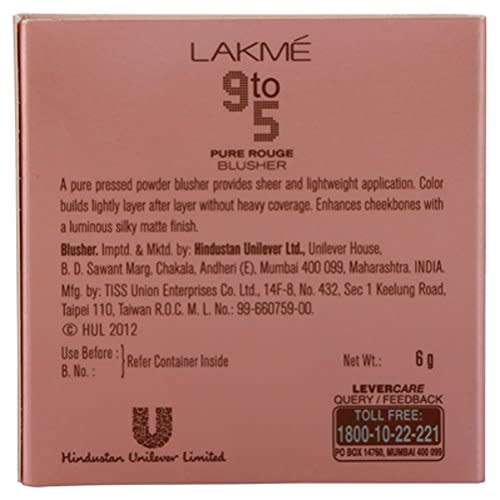 LAKMÉ
9to5
PURE ROUGE
BLUSHER
A pure pressed powder blusher provides sheer and lightweight application. Color
builds lightly layer after layer without heavy coverage. Enhances cheekbones with
a luminous silky matte finish.
Blusher. Imptd. & Mktd. by: Hindustan Unilever Ltd., Unilever House,
B. D. Sawant Marg, Chakala, Andheri (E), Mumbai 400 099, Maharashtra. INDIA.
Mfg. by: TISS Union Enterprises Co. Ltd., 14F-8, No. 432, Sec 1 Keelung Road,
Taipei 110, Taiwan R.O.C. M. L. No: 99-660759-00.
© HUL 2012
Use Before :
B. No. :
} Refer Container Inside
Net Wt.: 6 g
LEVERCARE
QUERY / FEEDBACK
TOLL FREE:
1800-10-22-221
PO BOX 14760, MUMBAI 400 099
Hindustan Unilever Limited